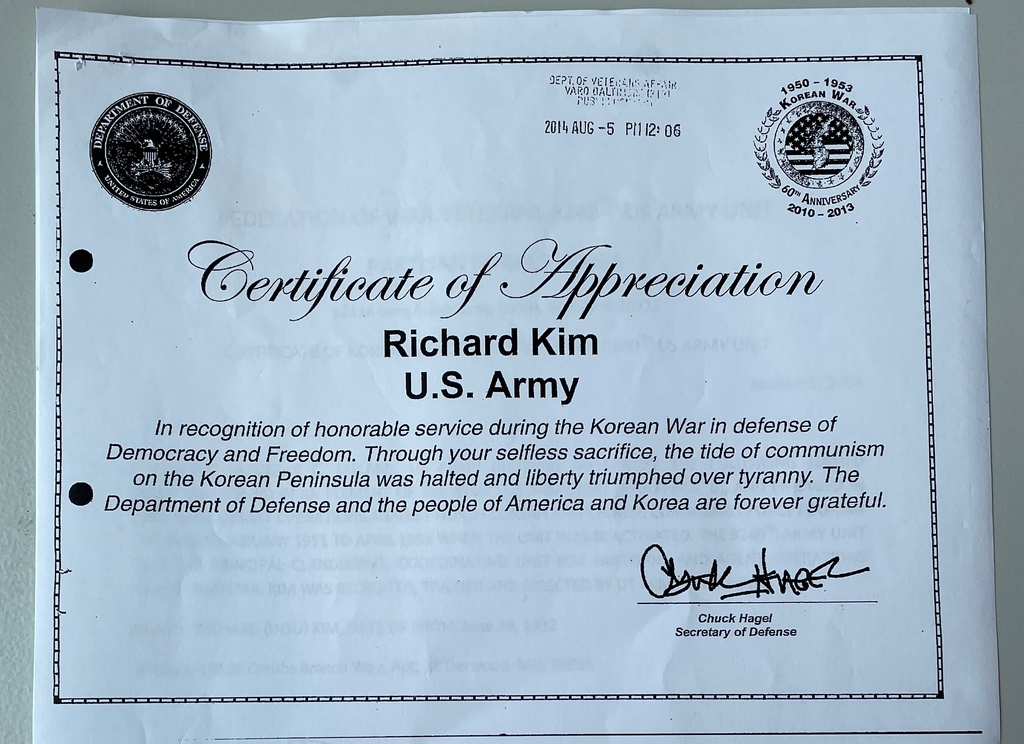 DEPARTMENT OF DEFENSE
UNITED STATES OF AMERICA
DEPT. OF VETERANS AFFAIR
VARO
2014 AUG -5 PM 12: 06
1950 - 1953
KOREAN WAR
60TH ANNIVERSARY
2010 - 2013
Certificate of Appreciation
Richard Kim
U.S. Army
In recognition of honorable service during the Korean War in defense of
Democracy and Freedom. Through your selfless sacrifice, the tide of communism
on the Korean Peninsula was halted and liberty triumphed over tyranny. The
Department of Defense and the people of America and Korea are forever grateful.
Chuck Hagel
Chuck Hagel
Secretary of Defense